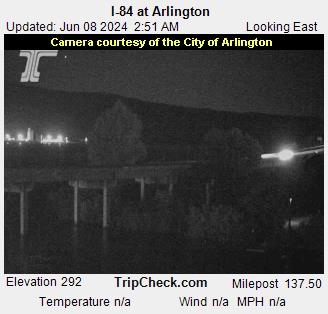 I-84 at Arlington
Updated: Jun 08 2024 2:51 AM Looking East
Camera courtesy of the City of Arlington
Elevation 292 TripCheck.com Milepost 137.50
Temperature n/a Wind n/a MPH n/a